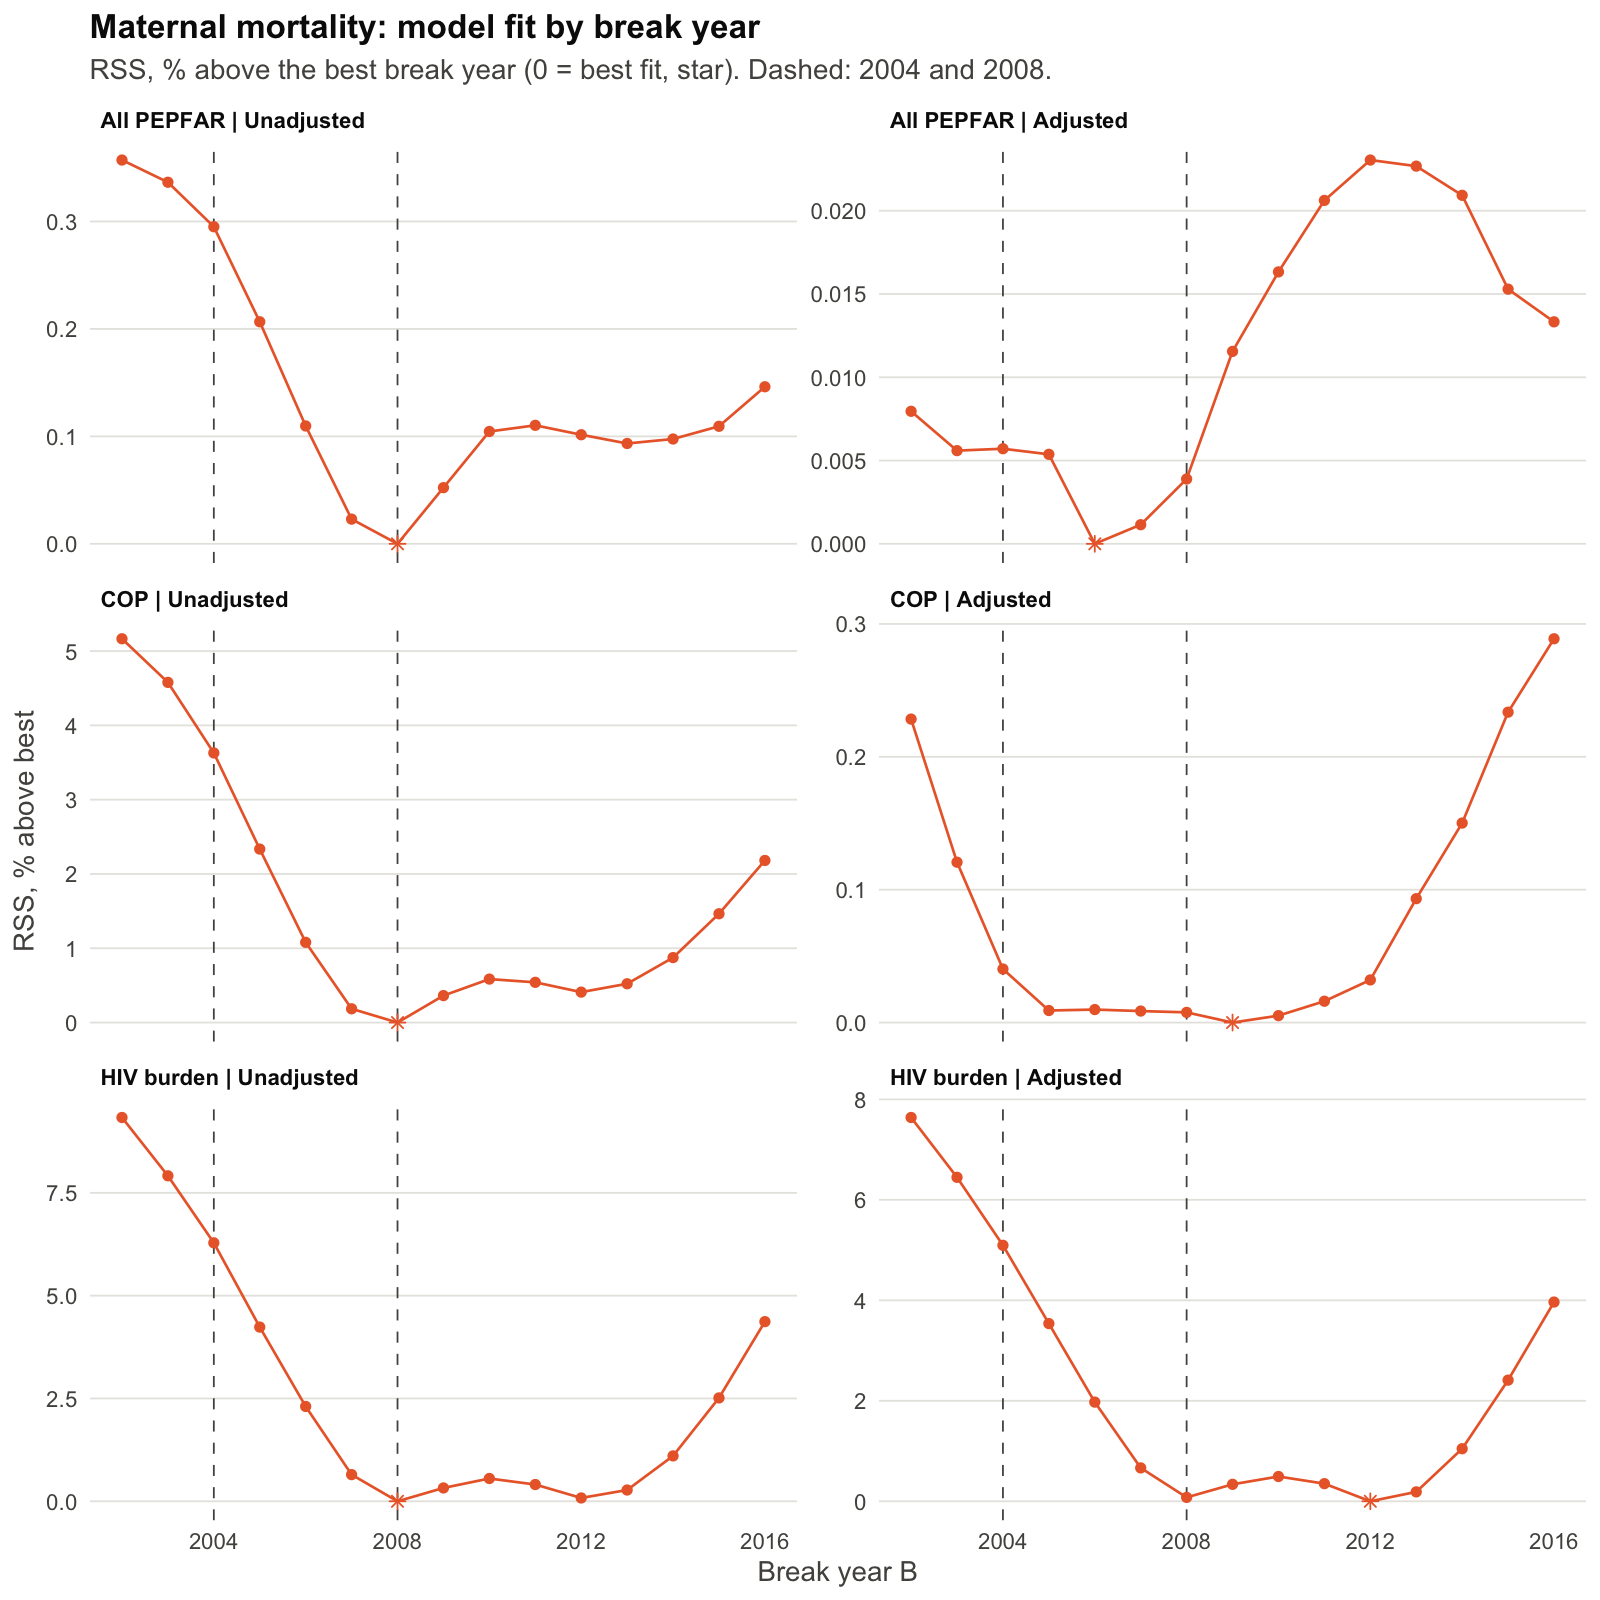 Maternal mortality: model fit by break year
RSS, % above the best break year (0 = best fit, star). Dashed: 2004 and 2008.
All PEPFAR | Unadjusted
0.3
0.2
0.1
0.0
All PEPFAR | Adjusted
0.020
0.015
0.010
0.005
0.000
COP | Unadjusted
5
4
3
2
1
0
COP | Adjusted
0.3
0.2
0.1
0.0
HIV burden | Unadjusted
7.5
5.0
2.5
0.0
2004 2008 2012 2016
HIV burden | Adjusted
8
6
4
2
0
2004 2008 2012 2016
RSS, % above best
Break year B